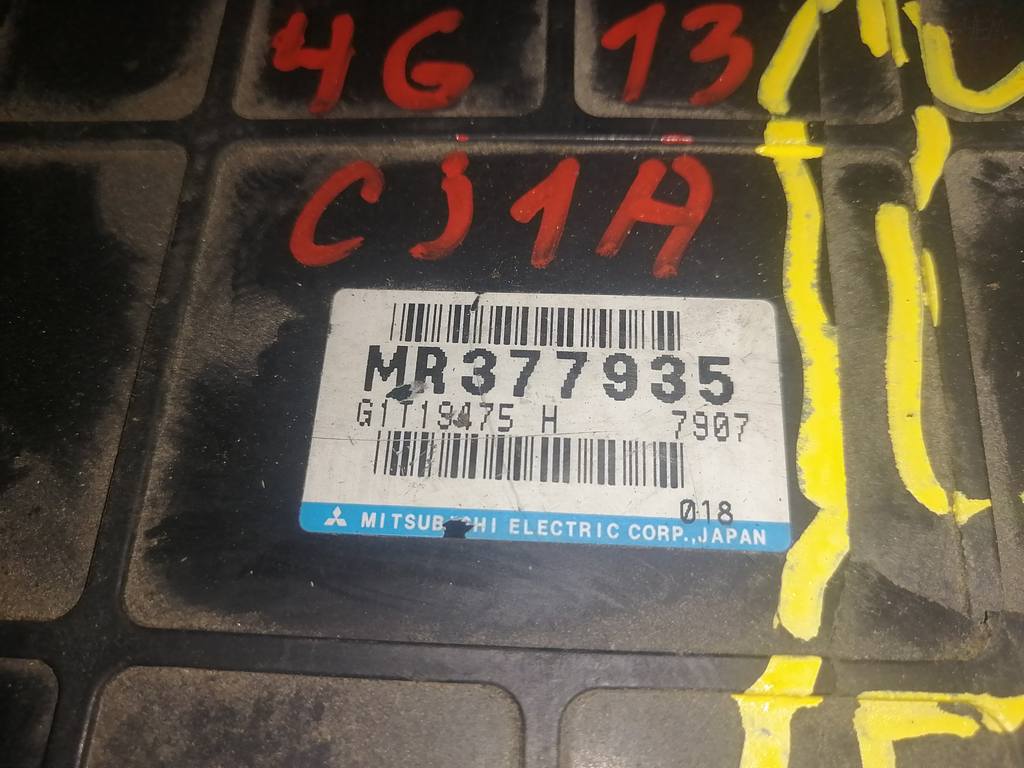 4G 13
Cj1A
MR377935
G1T19475 H 7907
018
MITSUBISHI ELECTRIC CORP.,JAPAN